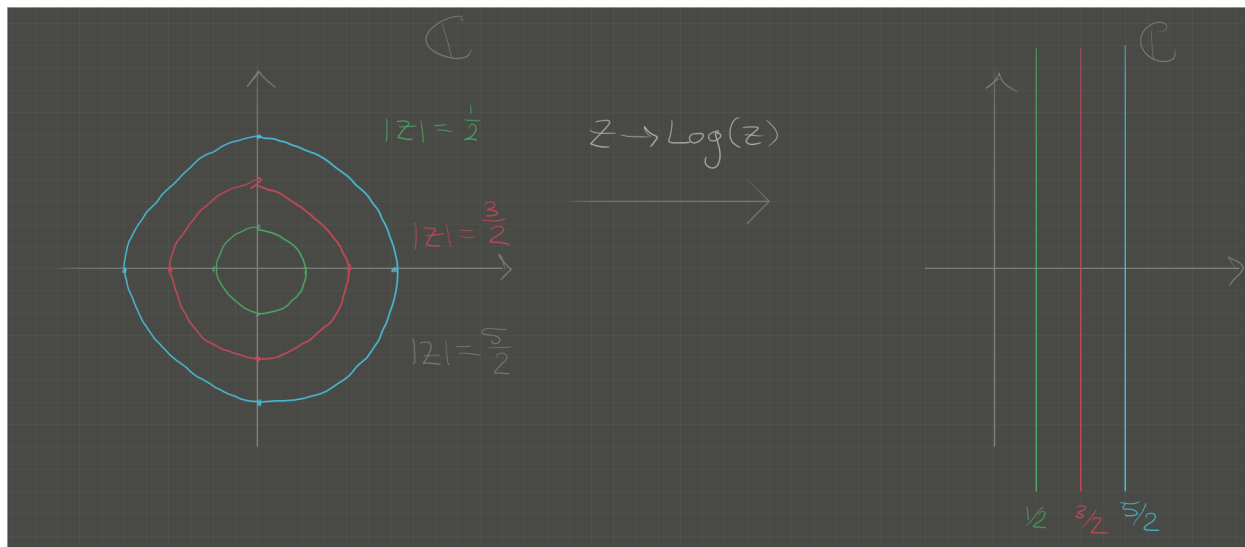 ℂ
ℂ
|z| = 1/2
z → Log(z)
|z| = 3/2
|z| = 5/2
1/2 3/2 5/2